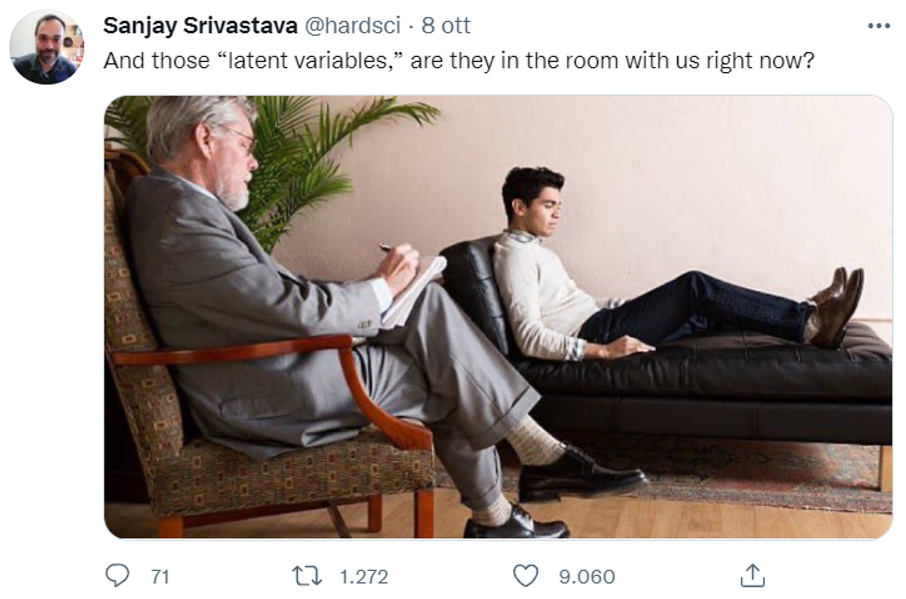 Sanjay Srivastava @hardsci · 8 ott
And those “latent variables,” are they in the room with us right now?
71 1.272 9.060